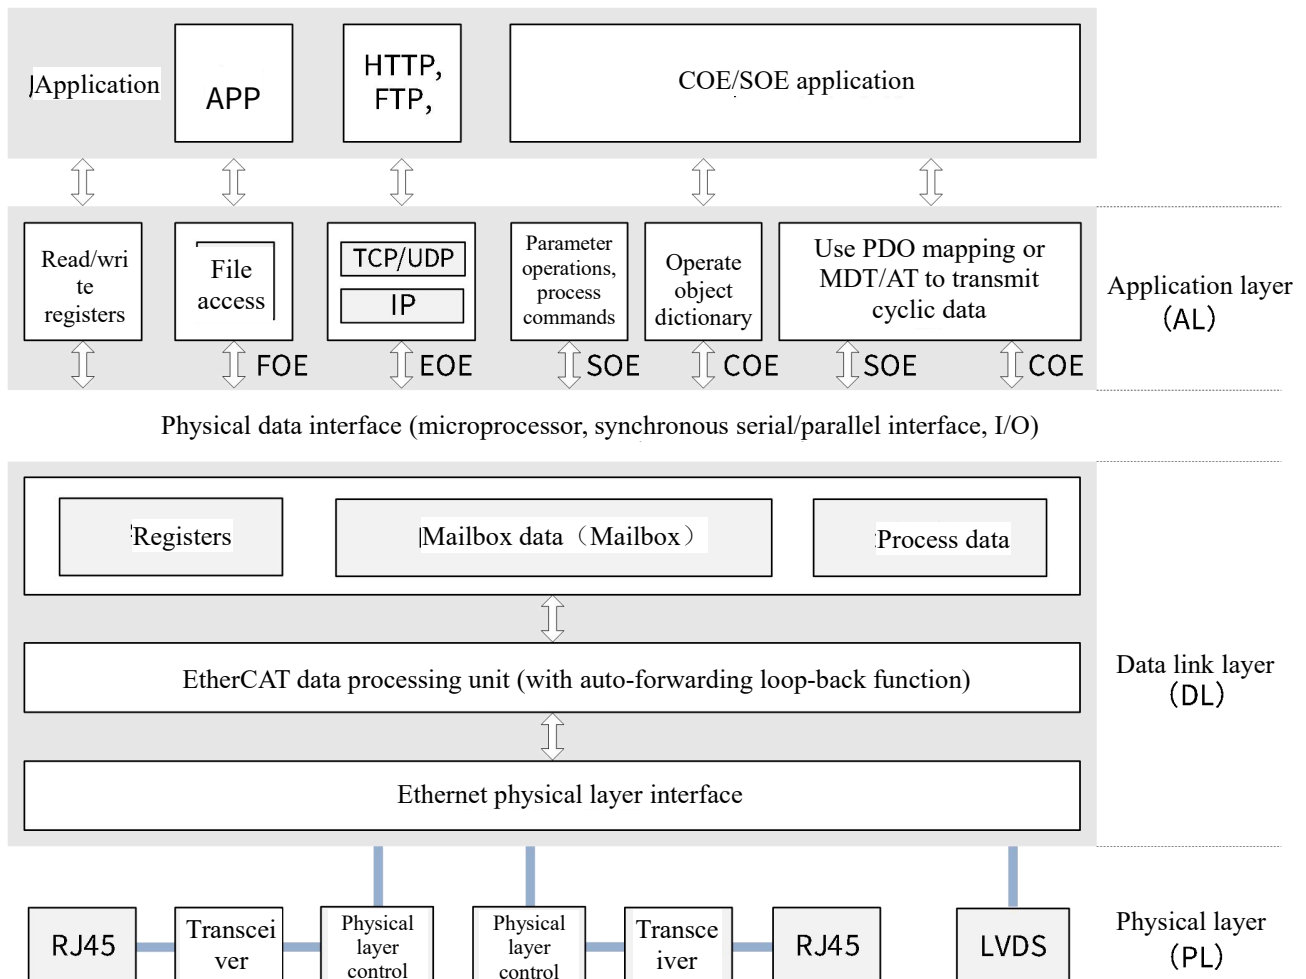 Application
APP
HTTP,
FTP,
COE/SOE application
Read/wri
te
registers
File
access
TCP/UDP
IP
Parameter
operations,
process
commands
Operate
object
dictionary
Use PDO mapping or
MDT/AT to transmit
cyclic data
Application layer
(AL)
FOE
EOE
SOE
COE
SOE
COE
Physical data interface (microprocessor, synchronous serial/parallel interface, I/O)
Registers
Mailbox data（Mailbox）
Process data
EtherCAT data processing unit (with auto-forwarding loop-back function)
Data link layer
(DL)
Ethernet physical layer interface
RJ45
Transcei
ver
Physical
layer
control
Physical
layer
control
Transce
iver
RJ45
LVDS
Physical layer
(PL)